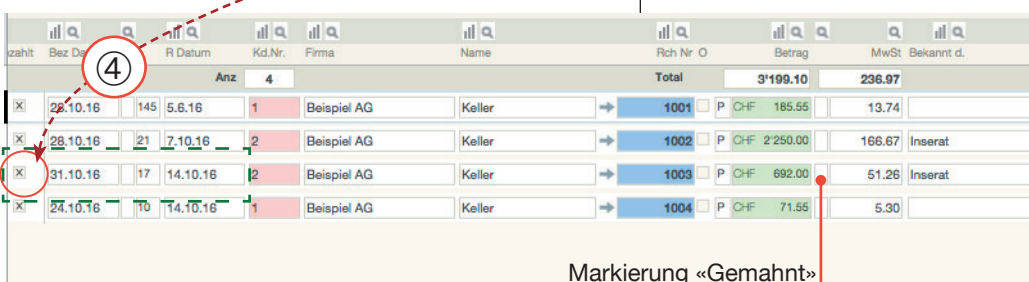 zahlt Bez Da R Datum Kd.Nr. Firma Name Rch Nr O Betrag MwSt Bekannt d.
④
Anz 4 Total 3'199.10 236.97
X 28.10.16 145 5.6.16 1 Beispiel AG Keller 1001 P CHF 185.55 13.74
X 28.10.16 21 7.10.16 2 Beispiel AG Keller 1002 P CHF 2'250.00 166.67 Inserat
X 31.10.16 17 14.10.16 2 Beispiel AG Keller 1003 P CHF 692.00 51.26 Inserat
X 24.10.16 10 14.10.16 1 Beispiel AG Keller 1004 P CHF 71.55 5.30
Markierung «Gemahnt»